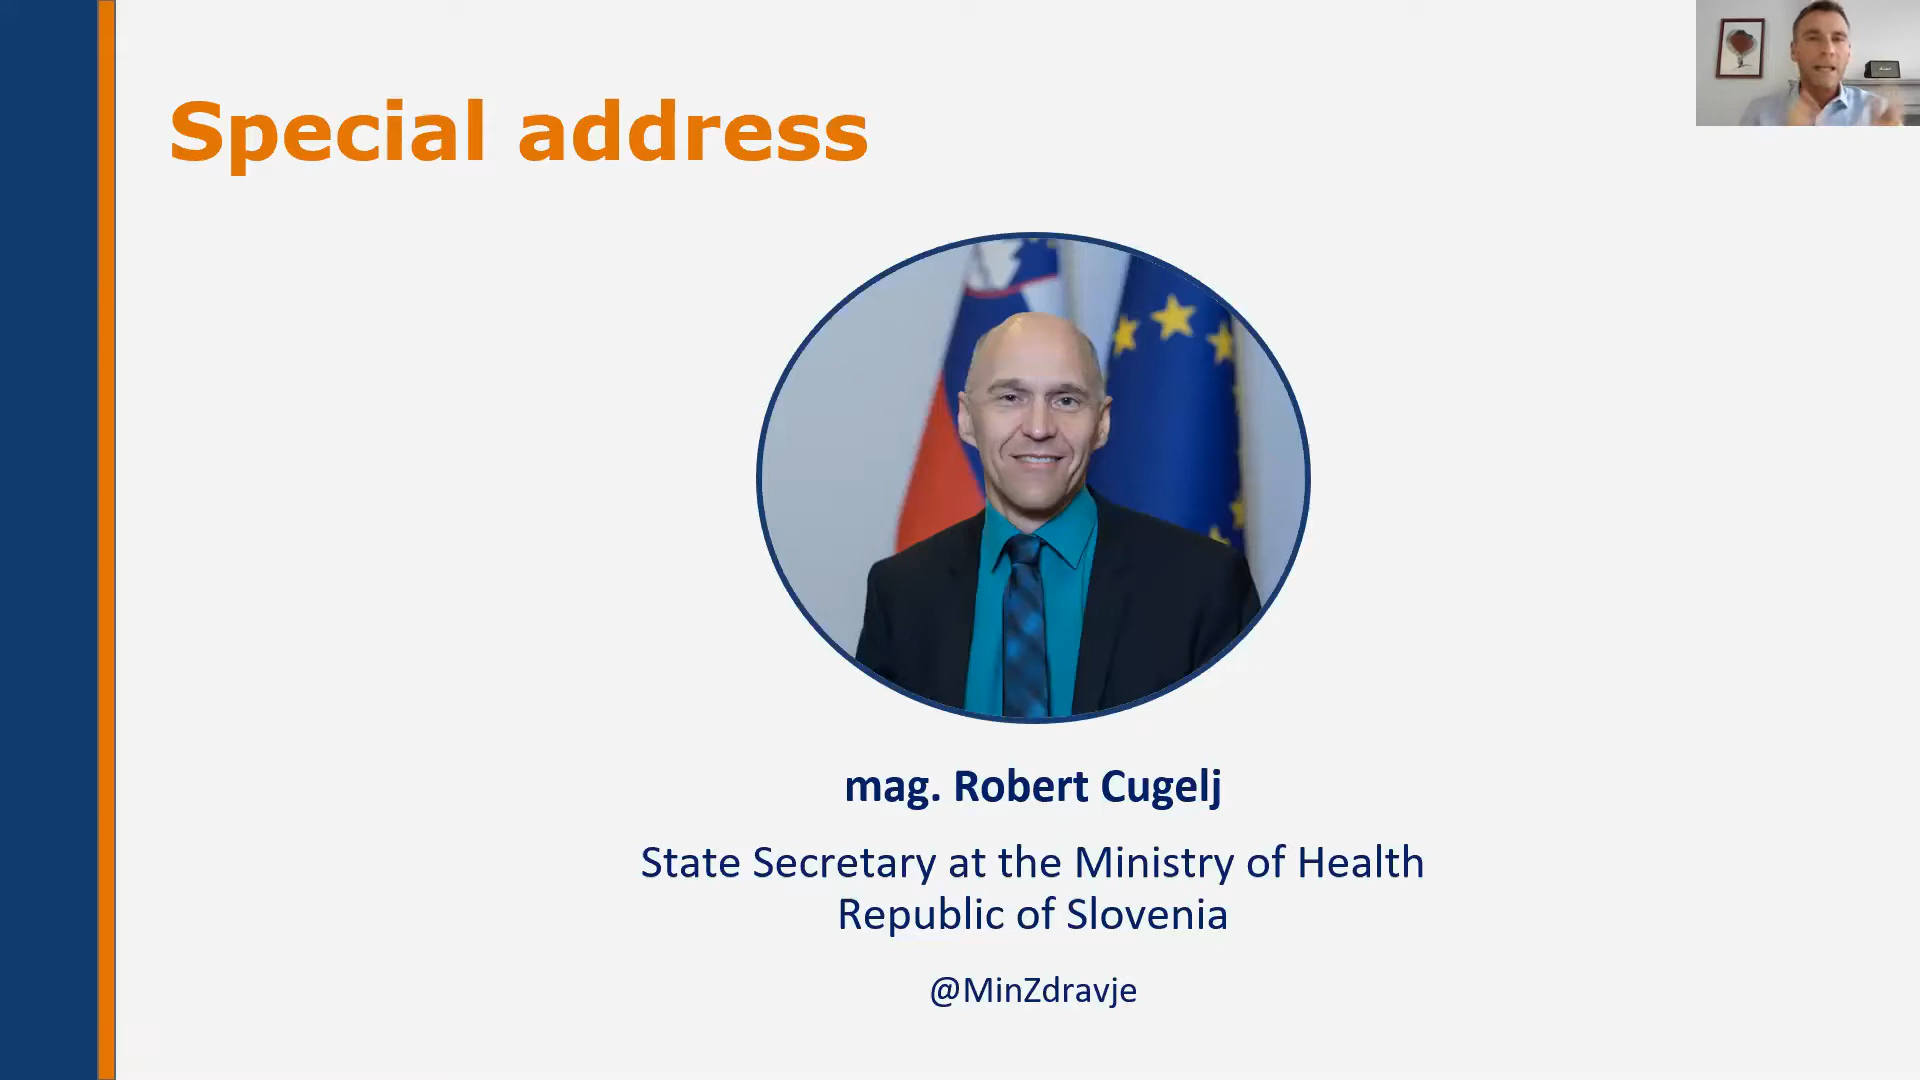 Special address
mag. Robert Cugelj
State Secretary at the Ministry of Health
Republic of Slovenia
@MinZdravje